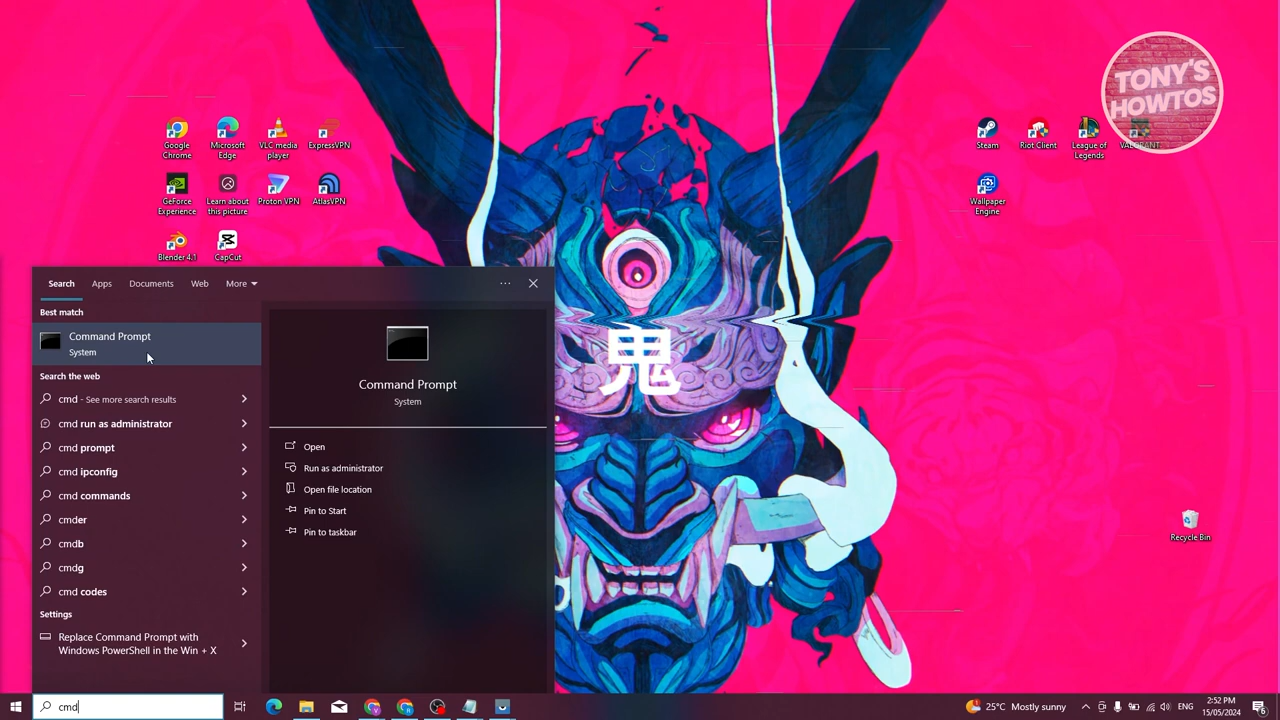 TONY'S
HOWTOS
Google
Chrome
Microsoft
Edge
VLC media
player
ExpressVPN
Steam
Riot Client
League of
Legends
GeForce
Experience
Learn about
this picture
Proton VPN
AtlasVPN
Wallpaper
Engine
Blender 4.1
CapCut
Search
Apps
Documents
Web
More
Best match
Command Prompt
System
Search the web
cmd - See more search results
cmd run as administrator
cmd prompt
cmd ipconfig
cmd commands
cmder
cmdb
cmdg
cmd codes
Settings
Replace Command Prompt with
Windows PowerShell in the Win + X
Command Prompt
System
Open
Run as administrator
Open file location
Pin to Start
Pin to taskbar
鬼
Recycle Bin
cmd
25°C Mostly sunny
ENG
2:52 PM
15/05/2024
6